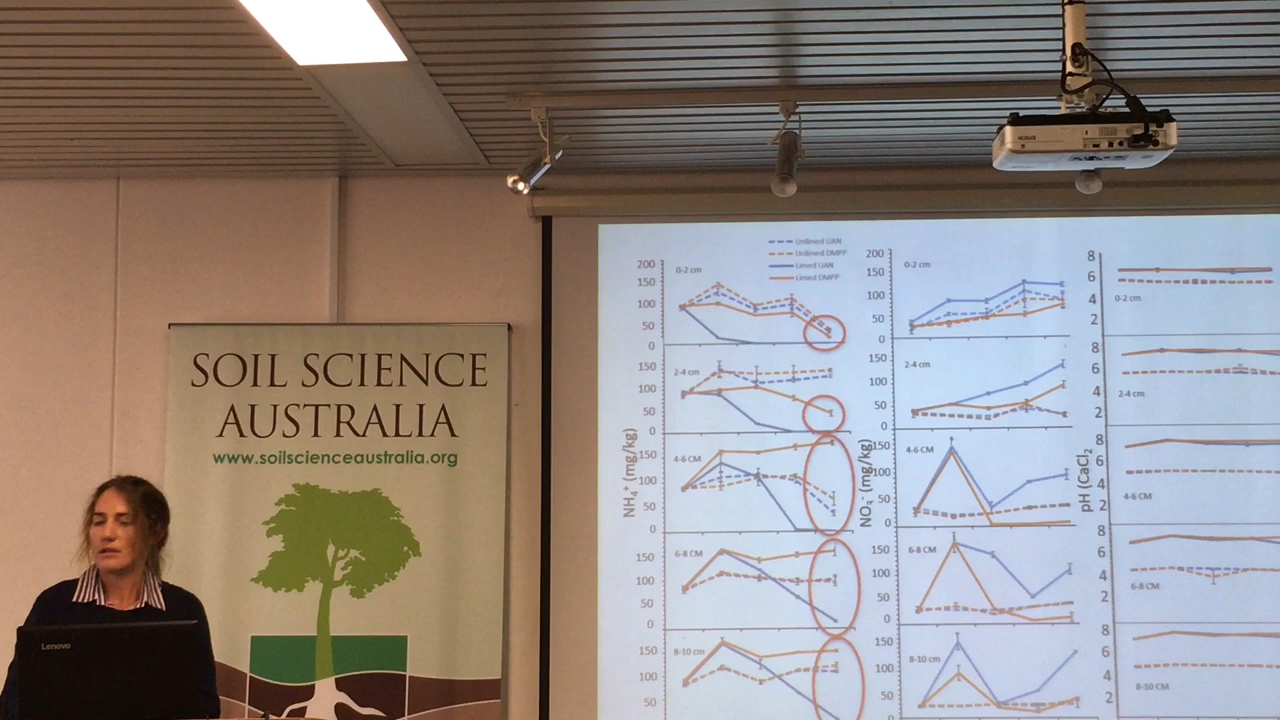 SOIL SCIENCE
AUSTRALIA
www.soilscienceaustralia.org
Lenovo
Unlimed UAN
Unlimed DMPP
Limed UAN
Limed DMPP
NH₄⁺ (mg/kg)
200
150
100
50
0
0-2 cm
150
100
50
0
2-4 cm
150
100
50
0
4-6 CM
150
100
50
0
6-8 CM
150
100
50
8-10 cm
NO₃⁻ (mg/kg)
200
150
100
50
0
0-2 cm
150
100
50
0
2-4 cm
150
100
50
0
4-6 CM
150
100
50
0
6-8 CM
150
100
50
0
8-10 cm
pH (CaCl₂
8
6
4
2
0-2 cm
8
6
4
2
2-4 cm
8
6
4
2
4-6 CM
8
6
4
2
6-8 CM
8
6
4
2
8-10 CM